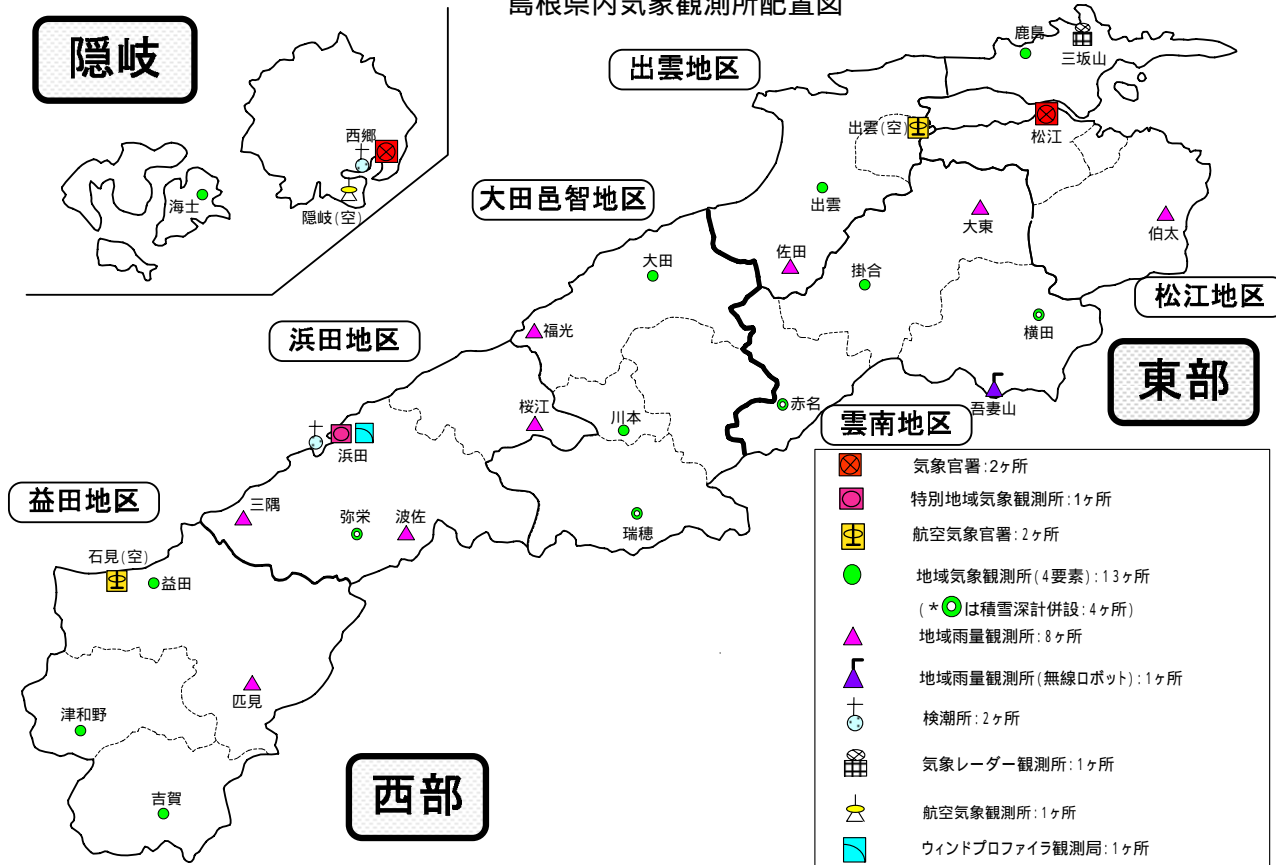 島根県内気象観測所配置図
隠岐
西郷
海士
隠岐(空)
出雲地区
鹿島
三坂山
出雲(空)
松江
大田邑智地区
出雲
大東
伯太
佐田
掛合
大田
松江地区
横田
福光
浜田地区
東部
吾妻山
赤名
桜江
川本
雲南地区
浜田
益田地区
三隅
弥栄
波佐
瑞穂
石見(空)
益田
匹見
津和野
吉賀
西部
気象官署:2ヶ所
特別地域気象観測所:1ヶ所
航空気象官署:2ヶ所
地域気象観測所(4要素):13ヶ所
(*◎は積雪深計併設:4ヶ所)
地域雨量観測所:8ヶ所
地域雨量観測所(無線ロボット):1ヶ所
検潮所:2ヶ所
気象レーダー観測所:1ヶ所
航空気象観測所:1ヶ所
ウィンドプロファイラ観測局:1ヶ所